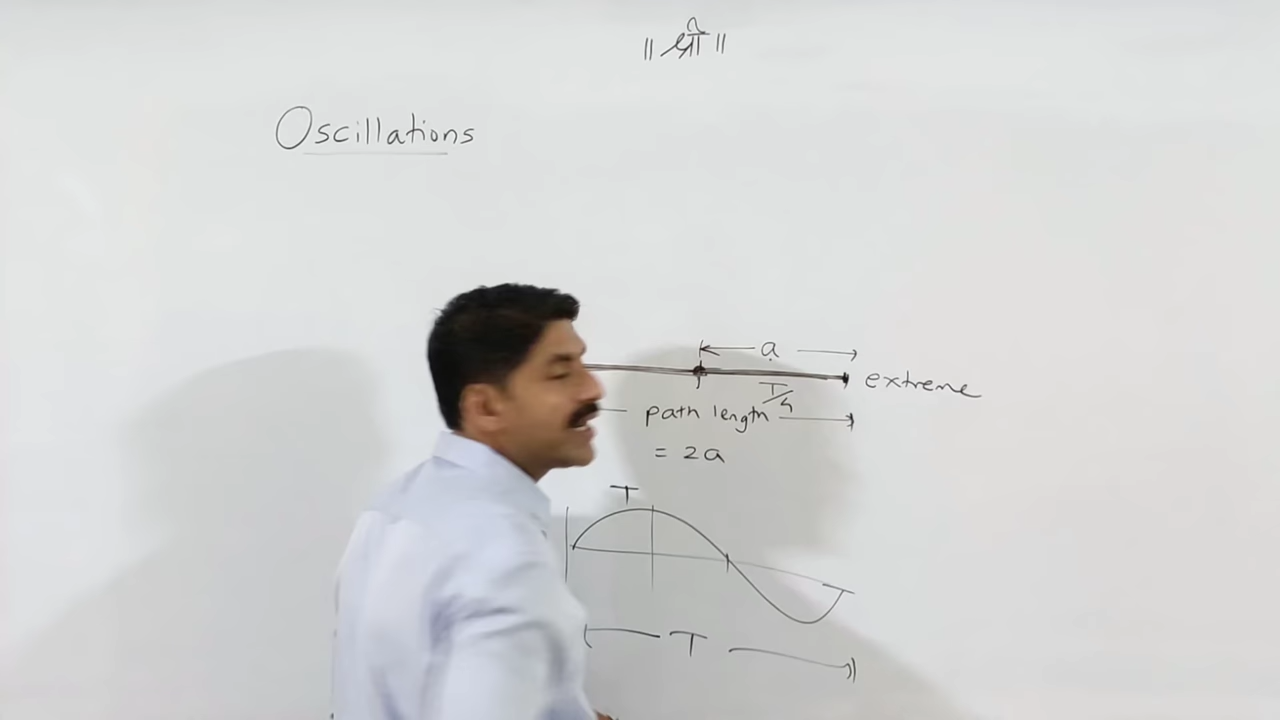 ॥ श्री ॥
Oscillations
a
extreme
T/4
path length
= 2a
T
T